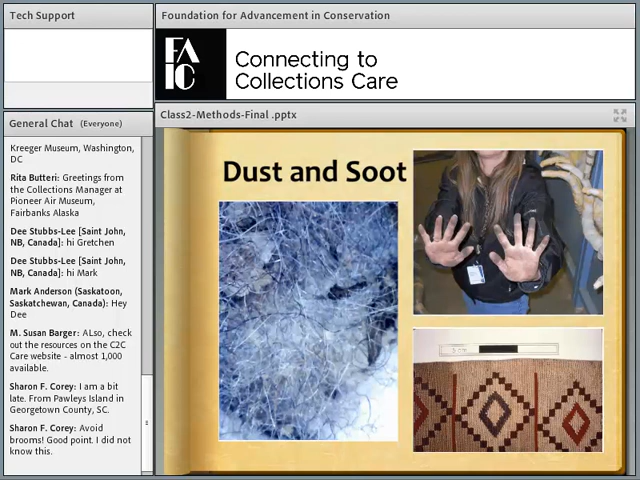 Tech Support
Foundation for Advancement in Conservation
FA
IC
Connecting to
Collections Care
General Chat (Everyone)
Kreeger Museum, Washington,
DC
Rita Butteri: Greetings from
the Collections Manager at
Pioneer Air Museum,
Fairbanks Alaska
Dee Stubbs-Lee [Saint John,
NB, Canada]: hi Gretchen
Dee Stubbs-Lee [Saint John,
NB, Canada]: hi Mark
Mark Anderson (Saskatoon,
Saskatchewan, Canada): Hey
Dee
M. Susan Barger: ALso, check
out the resources on the C2C
Care website - almost 1,000
available.
Sharon F. Corey: I am a bit
late. From Pawleys Island in
Georgetown County, SC.
Sharon F. Corey: Avoid
brooms! Good point. I did not
know this.
Class2-Methods-Final .pptx
Dust and Soot